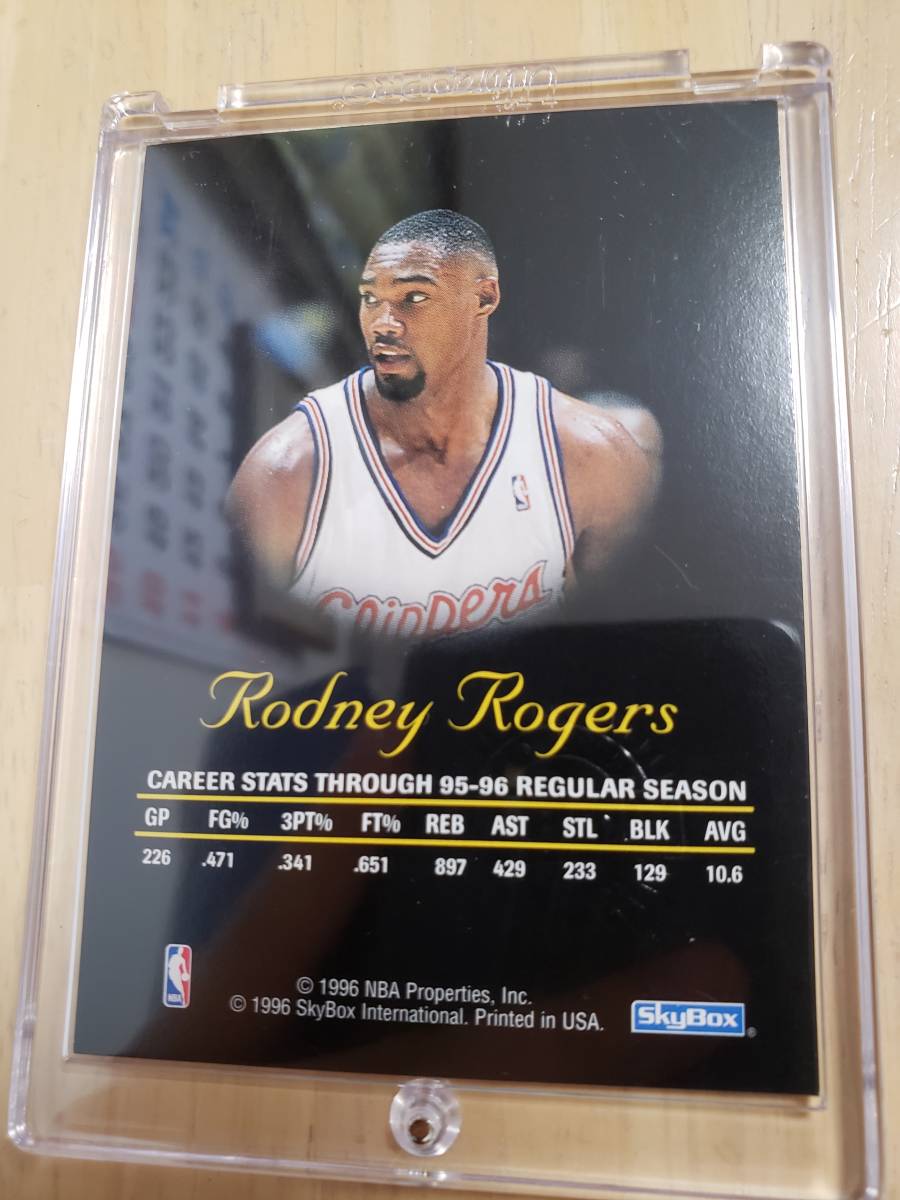 Clippers
Rodney Rogers
CAREER STATS THROUGH 95-96 REGULAR SEASON
GP FG% 3PT% FT% REB AST STL BLK AVG
226 .471 .341 .651 897 429 233 129 10.6
NBA
© 1996 NBA Properties, Inc.
© 1996 SkyBox International. Printed in USA.
SkyBox®